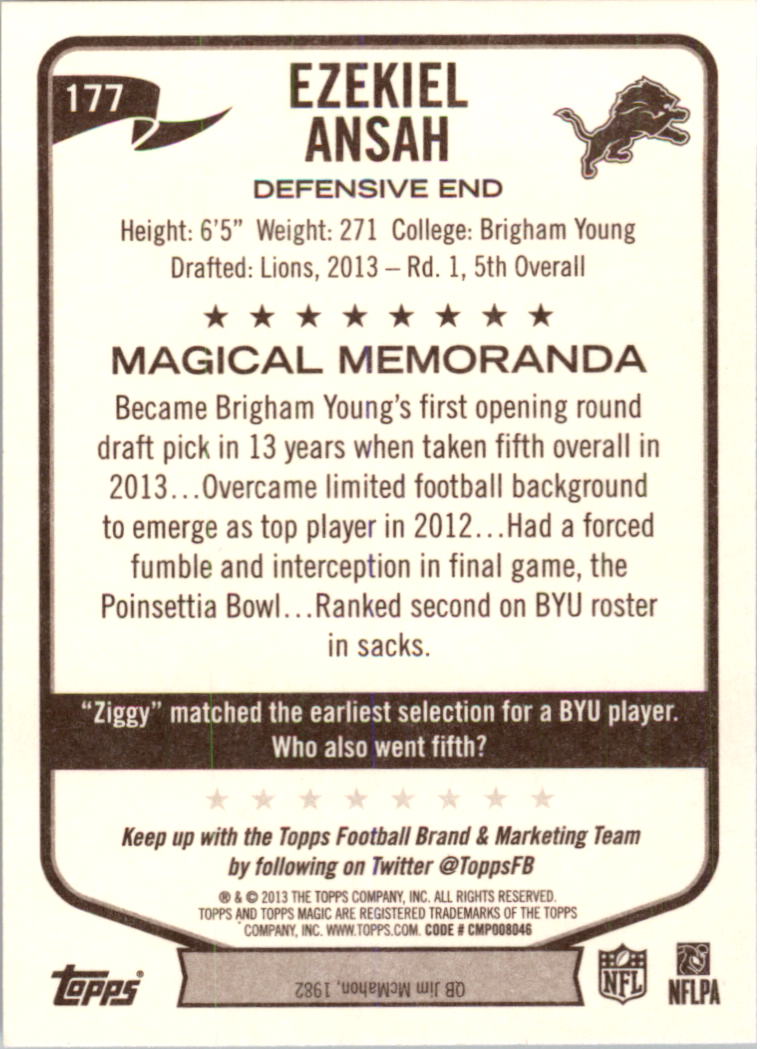 177
EZEKIEL
ANSAH
DEFENSIVE END
Height: 6'5" Weight: 271 College: Brigham Young
Drafted: Lions, 2013 – Rd. 1, 5th Overall
MAGICAL MEMORANDA
Became Brigham Young's first opening round
draft pick in 13 years when taken fifth overall in
2013...Overcame limited football background
to emerge as top player in 2012...Had a forced
fumble and interception in final game, the
Poinsettia Bowl...Ranked second on BYU roster
in sacks.
"Ziggy" matched the earliest selection for a BYU player.
Who also went fifth?
Keep up with the Topps Football Brand & Marketing Team
by following on Twitter @ToppsFB
® & © 2013 THE TOPPS COMPANY, INC. ALL RIGHTS RESERVED.
TOPPS AND TOPPS MAGIC ARE REGISTERED TRADEMARKS OF THE TOPPS
COMPANY, INC. WWW.TOPPS.COM. CODE # CMP008046
Topps®
QB Jim McMahon, 1982
NFL
NFLPA